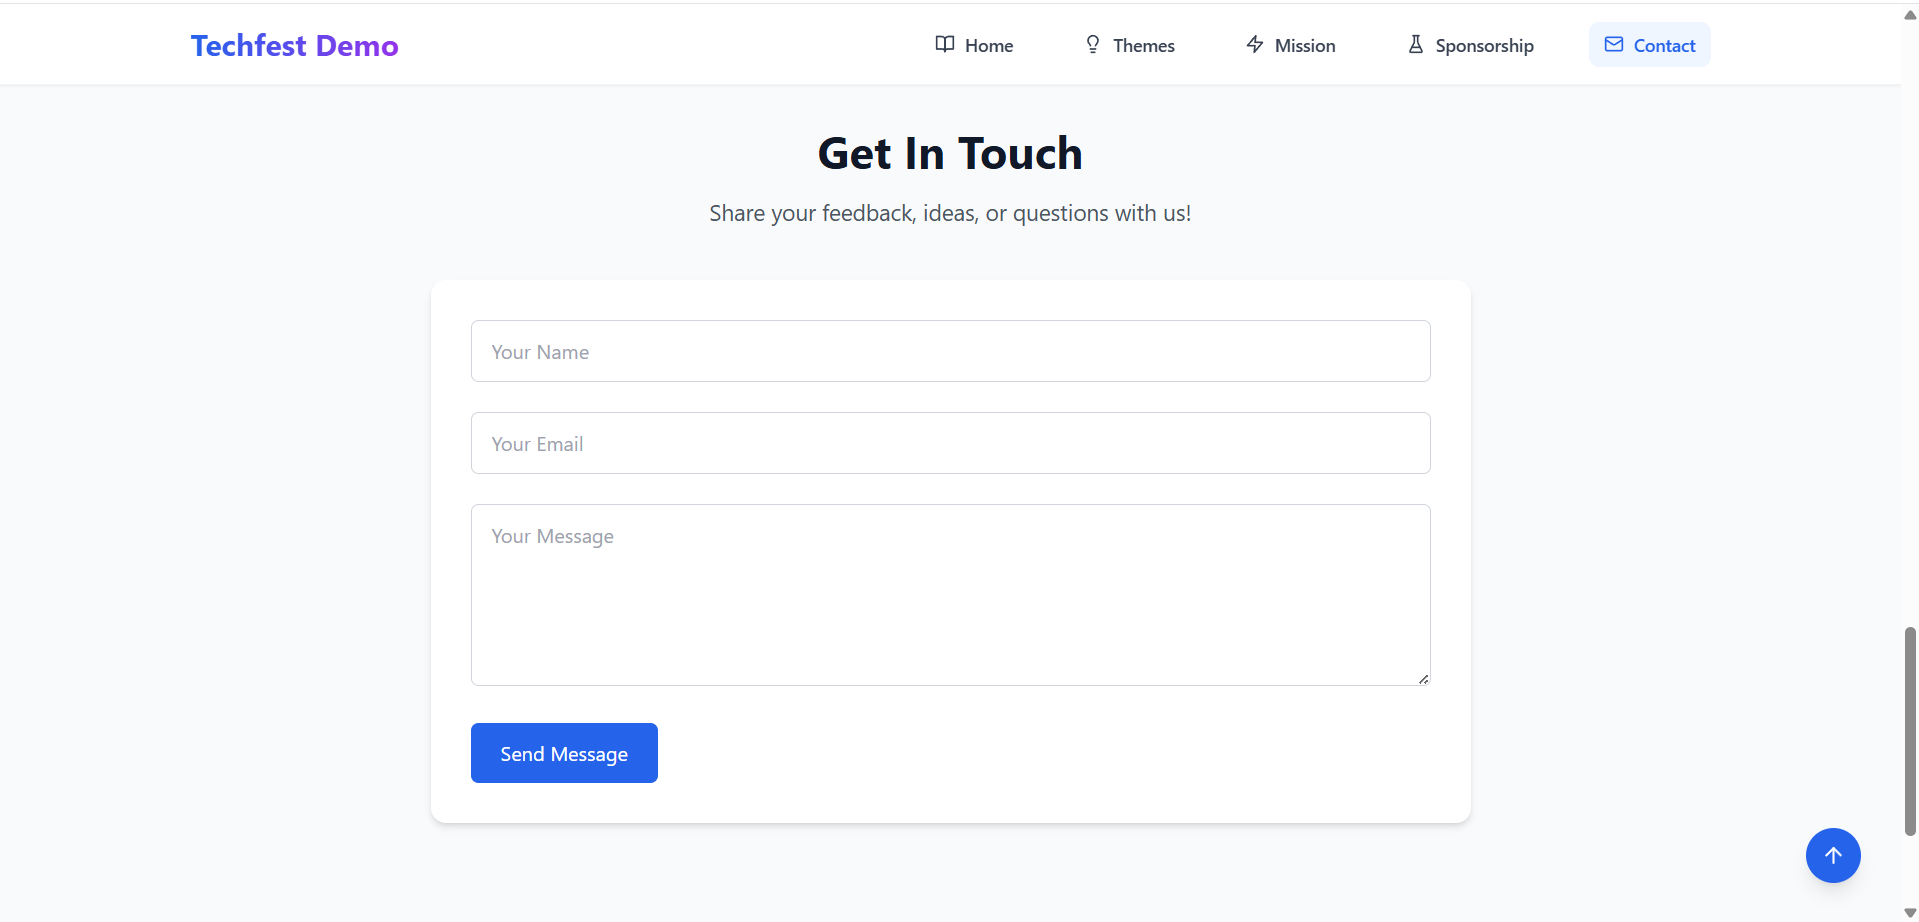 Techfest Demo
Home
Themes
Mission
Sponsorship
Contact
Get In Touch
Share your feedback, ideas, or questions with us!
Your Name
Your Email
Your Message
Send Message